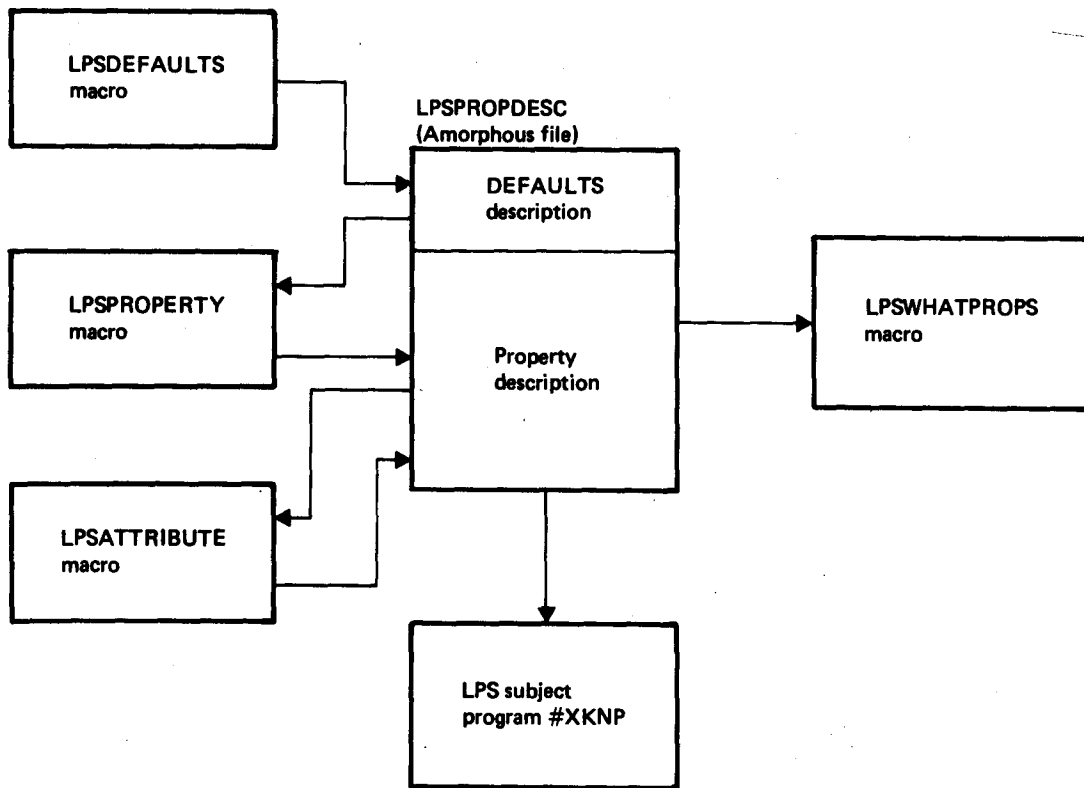 LPSDEFAULTS
macro
LPSPROPDESC
(Amorphous file)
DEFAULTS
description
LPSPROPERTY
macro
Property
description
LPSWHATPROPS
macro
LPSATTRIBUTE
macro
LPS subject
program #XKNP